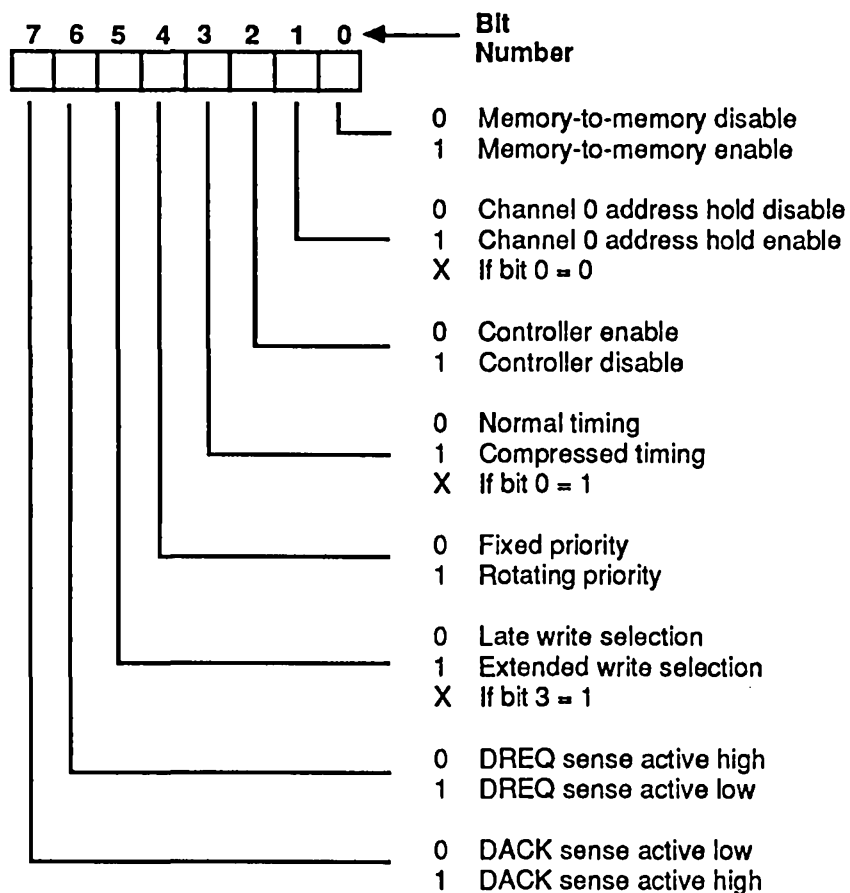 7 6 5 4 3 2 1 0 Bit
Number
0 Memory-to-memory disable
1 Memory-to-memory enable
0 Channel 0 address hold disable
1 Channel 0 address hold enable
X If bit 0 = 0
0 Controller enable
1 Controller disable
0 Normal timing
1 Compressed timing
X If bit 0 = 1
0 Fixed priority
1 Rotating priority
0 Late write selection
1 Extended write selection
X If bit 3 = 1
0 DREQ sense active high
1 DREQ sense active low
0 DACK sense active low
1 DACK sense active high